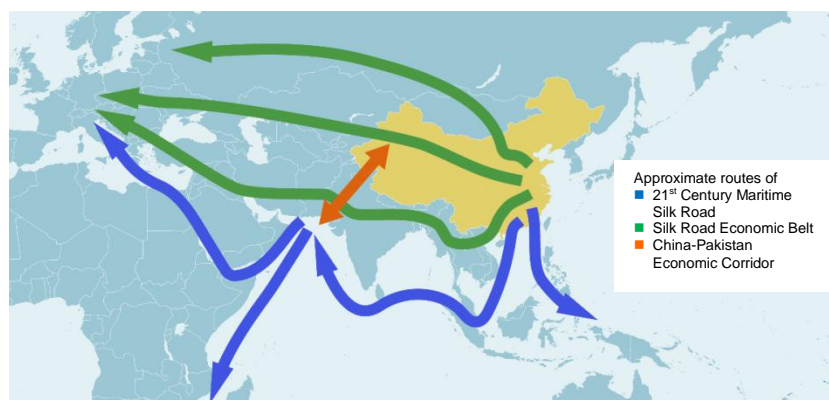 Approximate routes of
21st Century Maritime
Silk Road
Silk Road Economic Belt
China-Pakistan
Economic Corridor